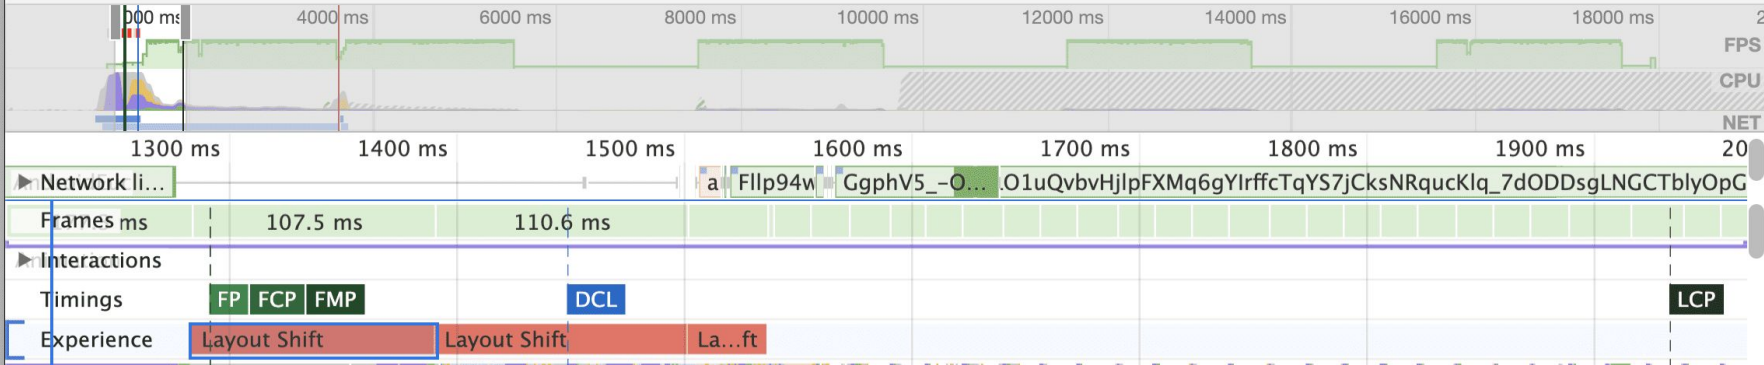 000 ms 4000 ms 6000 ms 8000 ms 10000 ms 12000 ms 14000 ms 16000 ms 18000 ms 2
FPS
CPU
NET
1300 ms 1400 ms 1500 ms 1600 ms 1700 ms 1800 ms 1900 ms 20
Network li... a Fllp94w GgphV5_-O... .O1uQvbvHjlpFXMq6gYIrffcTqYS7jCksNRqucKlq_7dODDsgLNGCTblyOpG
Frames ms 107.5 ms 110.6 ms
Interactions
Timings FP FCP FMP DCL LCP
Experience Layout Shift Layout Shift La...ft